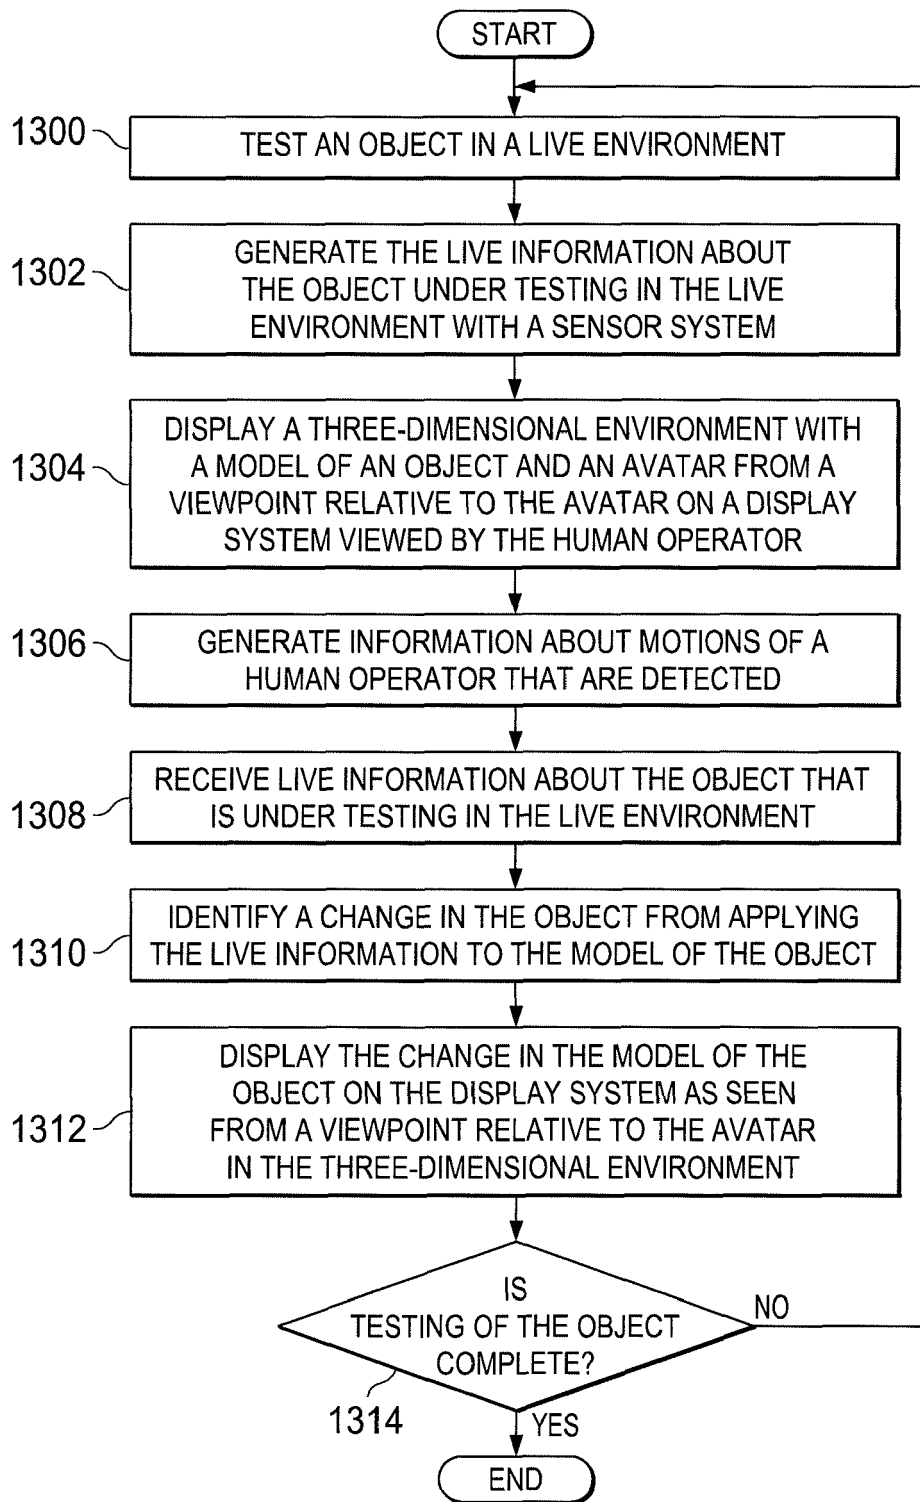 START
1300
TEST AN OBJECT IN A LIVE ENVIRONMENT
1302
GENERATE THE LIVE INFORMATION ABOUT
THE OBJECT UNDER TESTING IN THE LIVE
ENVIRONMENT WITH A SENSOR SYSTEM
1304
DISPLAY A THREE-DIMENSIONAL ENVIRONMENT WITH
A MODEL OF AN OBJECT AND AN AVATAR FROM A
VIEWPOINT RELATIVE TO THE AVATAR ON A DISPLAY
SYSTEM VIEWED BY THE HUMAN OPERATOR
1306
GENERATE INFORMATION ABOUT MOTIONS OF A
HUMAN OPERATOR THAT ARE DETECTED
1308
RECEIVE LIVE INFORMATION ABOUT THE OBJECT THAT
IS UNDER TESTING IN THE LIVE ENVIRONMENT
1310
IDENTIFY A CHANGE IN THE OBJECT FROM APPLYING
THE LIVE INFORMATION TO THE MODEL OF THE OBJECT
1312
DISPLAY THE CHANGE IN THE MODEL OF THE
OBJECT ON THE DISPLAY SYSTEM AS SEEN
FROM A VIEWPOINT RELATIVE TO THE AVATAR
IN THE THREE-DIMENSIONAL ENVIRONMENT
IS
TESTING OF THE OBJECT
COMPLETE?
NO
1314
YES
END